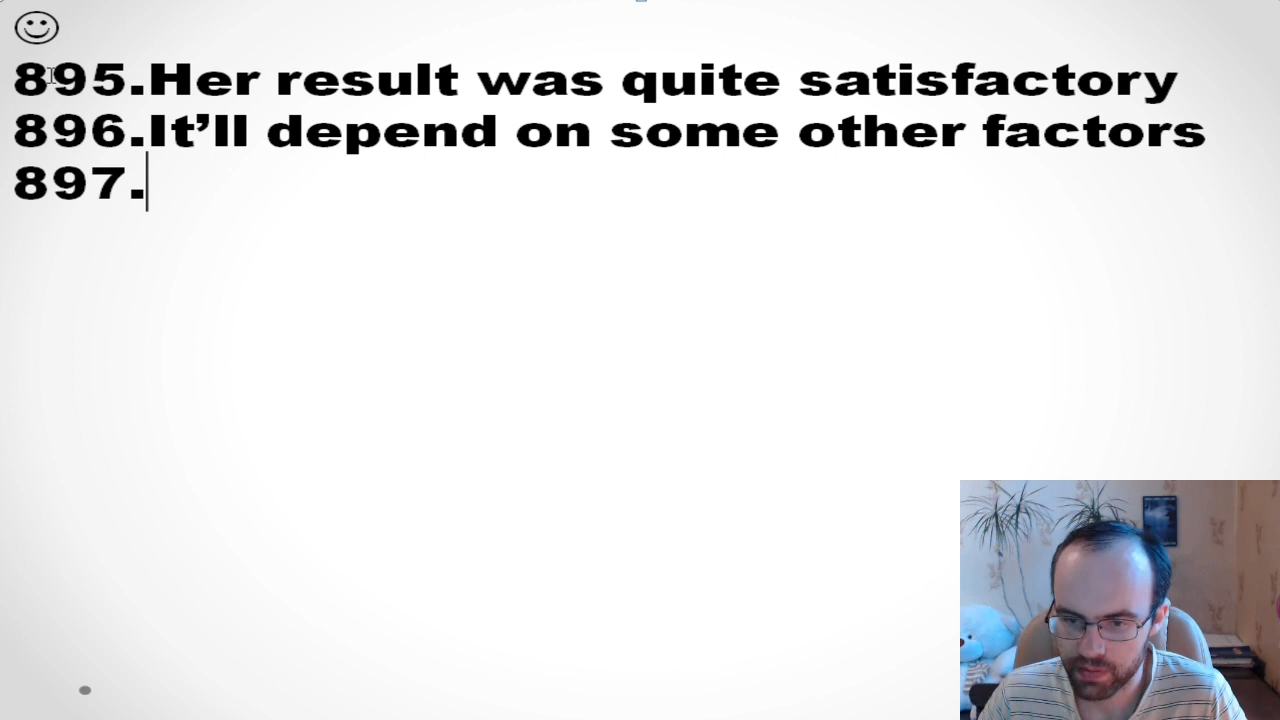 895.Her result was quite satisfactory
896.It’ll depend on some other factors
897.